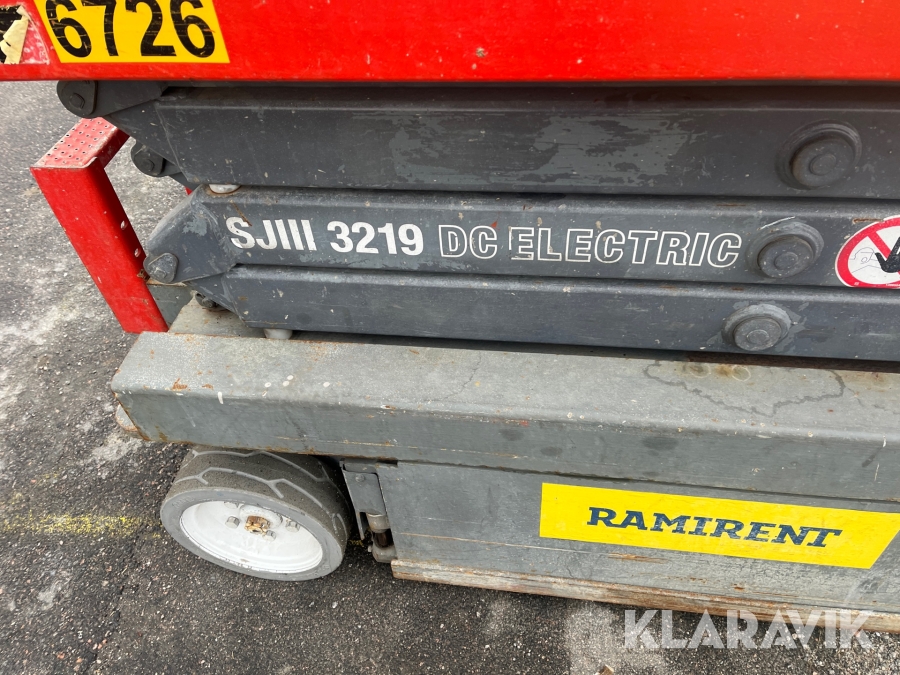 6726
SJIII 3219 DC ELECTRIC
RAMIRENT
KLARAVIK